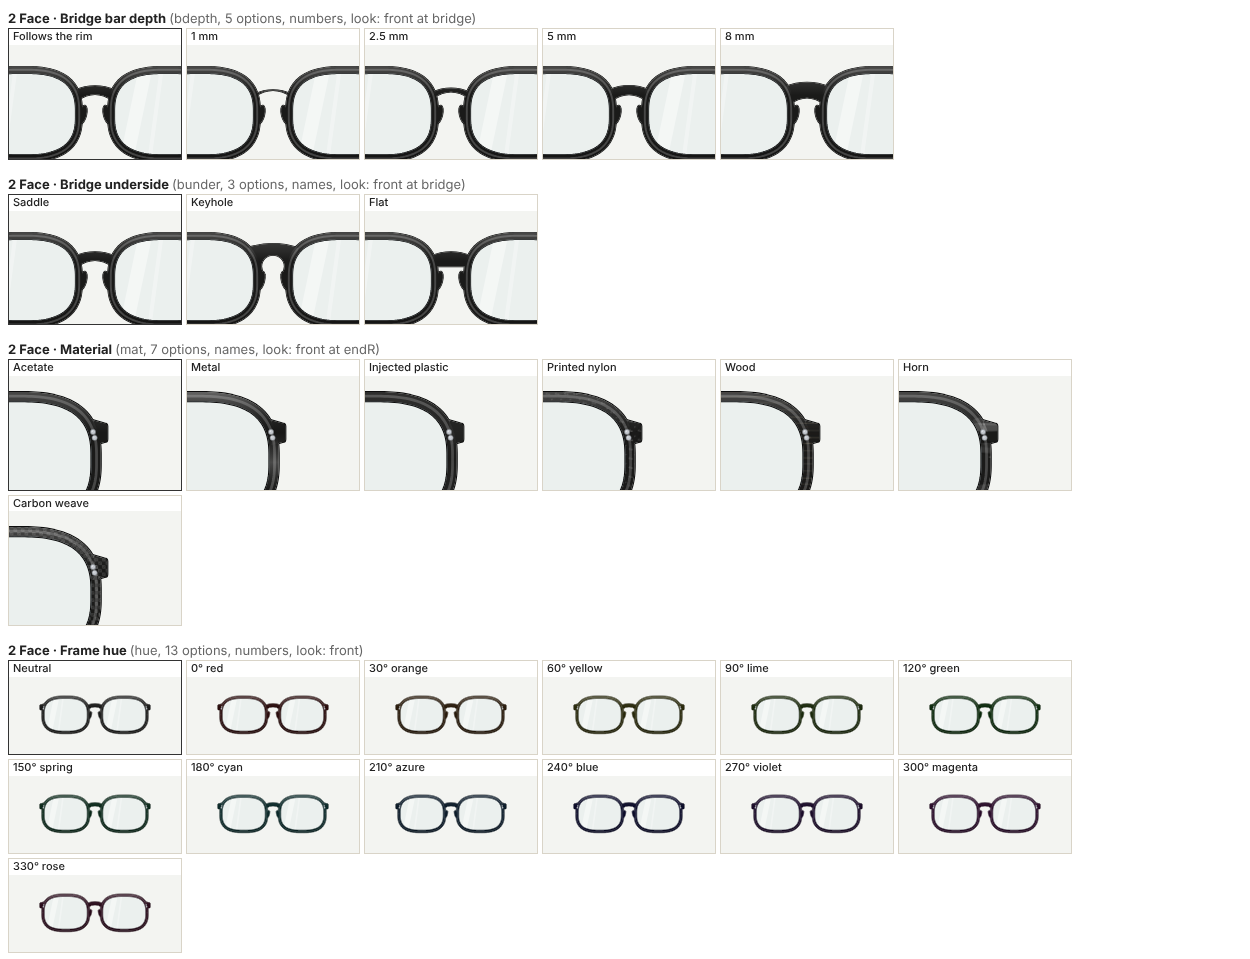 2 Face · Bridge bar depth (bdepth, 5 options, numbers, look: front at bridge)
Follows the rim
1 mm
2.5 mm
5 mm
8 mm
2 Face · Bridge underside (bunder, 3 options, names, look: front at bridge)
Saddle
Keyhole
Flat
2 Face · Material (mat, 7 options, names, look: front at endR)
Acetate
Metal
Injected plastic
Printed nylon
Wood
Horn
Carbon weave
2 Face · Frame hue (hue, 13 options, numbers, look: front)
Neutral
0° red
30° orange
60° yellow
90° lime
120° green
150° spring
180° cyan
210° azure
240° blue
270° violet
300° magenta
330° rose